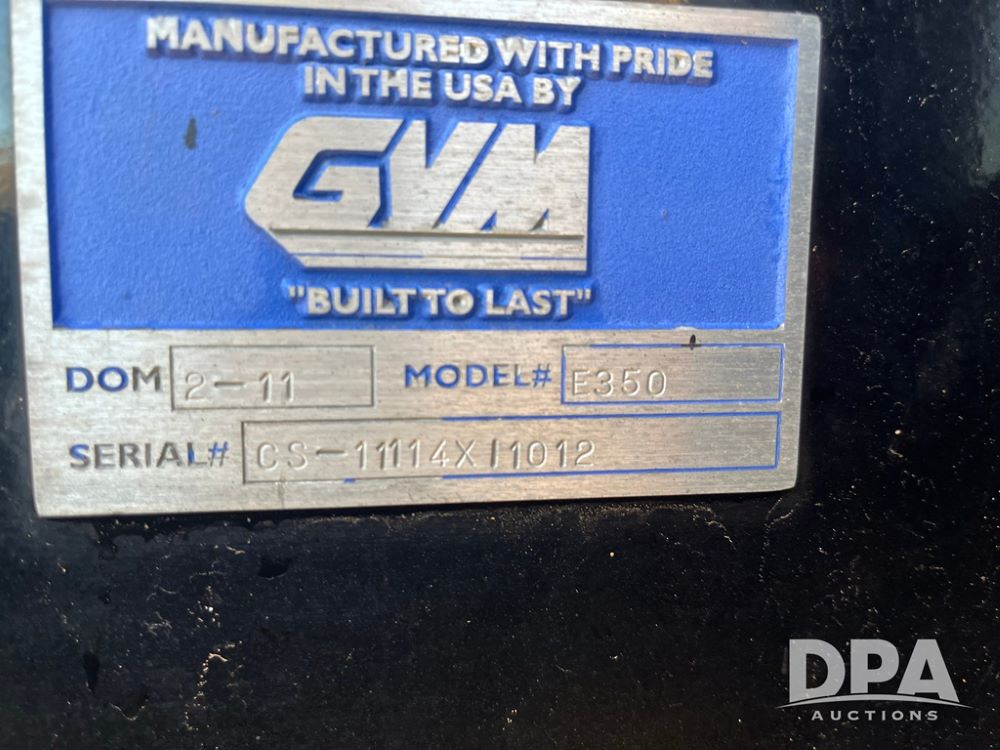 MANUFACTURED WITH PRIDE
IN THE USA BY
GVM
"BUILT TO LAST"
DOM 2-11 MODEL# E350
SERIAL# CS-11114X11012
DPA
AUCTIONS